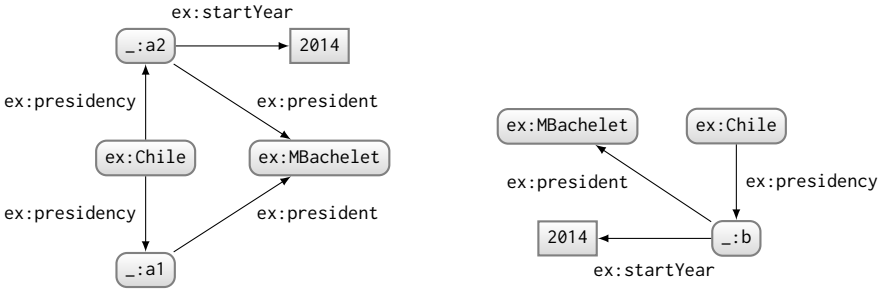 ex:startYear
_:a2
2014
ex:presidency
ex:president
ex:Chile
ex:MBachelet
ex:presidency
ex:president
_:a1
ex:MBachelet
ex:Chile
ex:president
ex:presidency
2014
_:b
ex:startYear